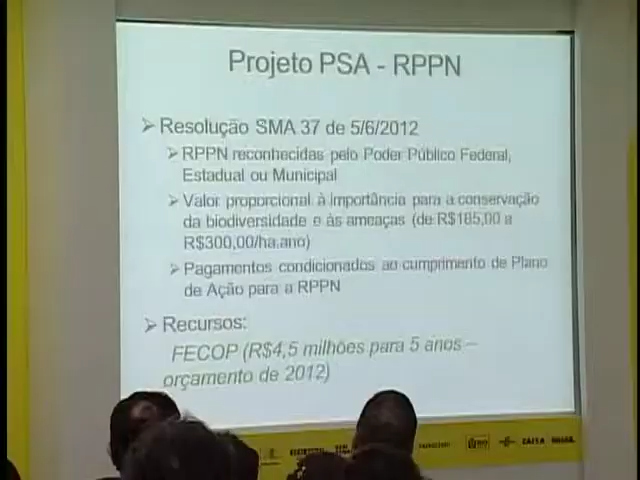 Projeto PSA - RPPN
➢ Resolução SMA 37 de 5/6/2012
➢ RPPN reconhecidas pelo Poder Público Federal,
Estadual ou Municipal
➢ Valor proporcional à importância para a conservação
da biodiversidade e às ameaças (de R$185,00 a
R$300,00/ha.ano)
➢ Pagamentos condicionados ao cumprimento de Plano
de Ação para a RPPN
➢ Recursos:
FECOP (R$4,5 milhões para 5 anos –
orçamento de 2012)
CAIXA